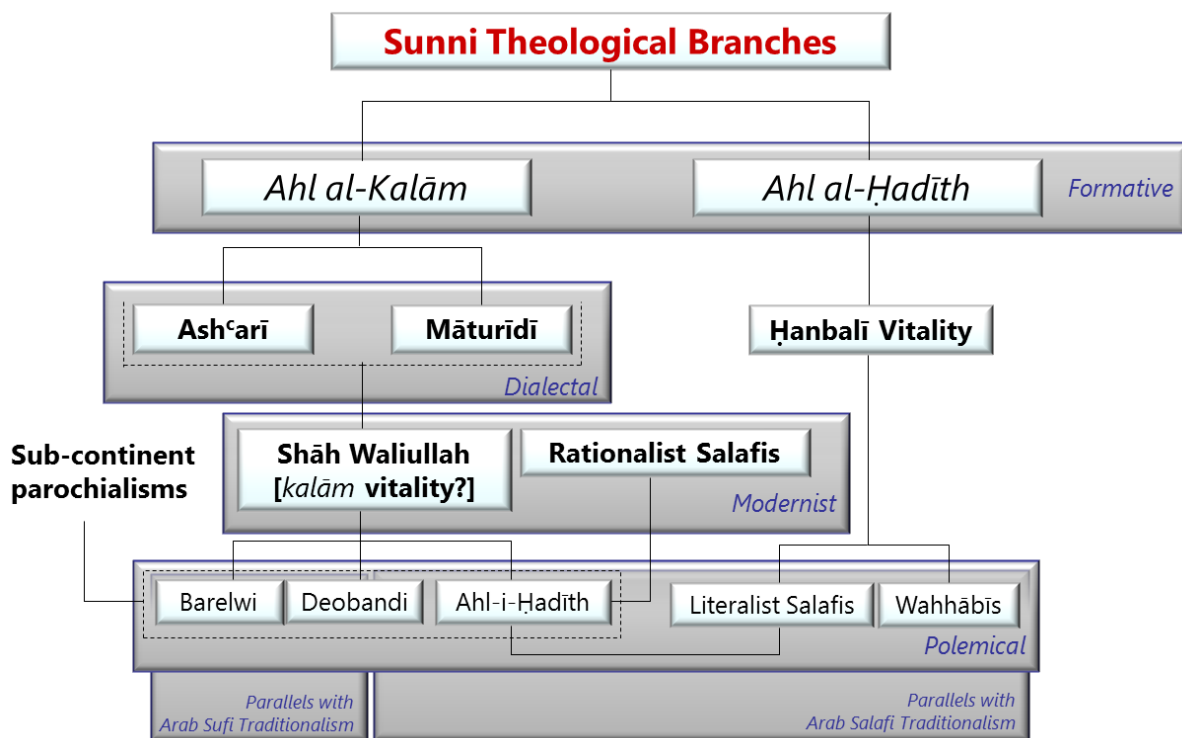 Sunni Theological Branches
Ahl al-Kalām
Ahl al-Ḥadīth
Formative
Ashᶜarī
Māturīdī
Dialectal
Ḥanbalī Vitality
Sub-continent
parochialisms
Shāh Waliullah
[kalām vitality?]
Rationalist Salafis
Modernist
Barelwi
Deobandi
Ahl-i-Ḥadīth
Literalist Salafis
Wahhābīs
Polemical
Parallels with
Arab Sufi Traditionalism
Parallels with
Arab Salafi Traditionalism